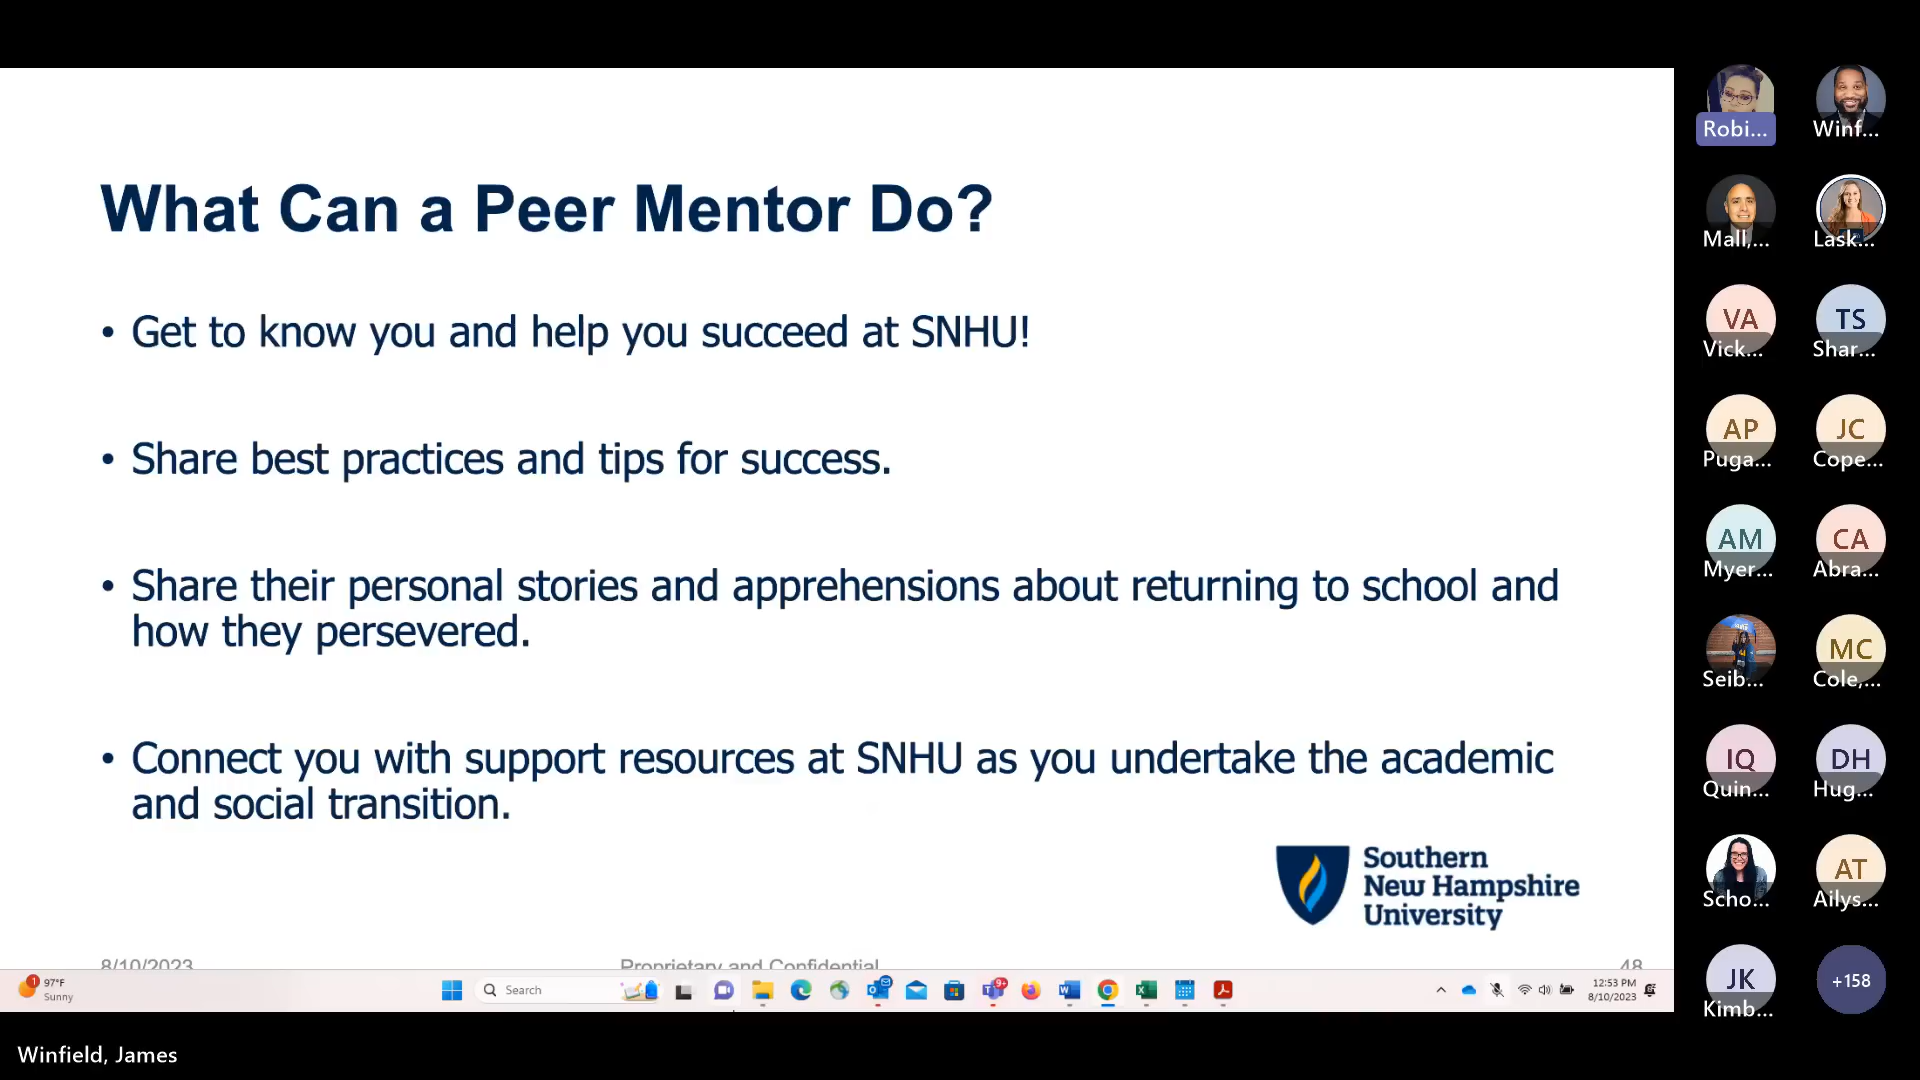 What Can a Peer Mentor Do?
• Get to know you and help you succeed at SNHU!
• Share best practices and tips for success.
• Share their personal stories and apprehensions about returning to school and
how they persevered.
• Connect you with support resources at SNHU as you undertake the academic
and social transition.
Southern
New Hampshire
University
8/10/2023
Proprietary and Confidential
48
1
97°F
Sunny
Search
9+
12:53 PM
8/10/2023
Winfield, James
Robi...
Winf...
Mall,...
Lask...
VA
Vick...
TS
Shar...
AP
Puga...
JC
Cope...
AM
Myer...
CA
Abra...
Seib...
MC
Cole,...
IQ
Quin...
DH
Hug...
Scho...
AT
Ailys...
JK
Kimb...
+158